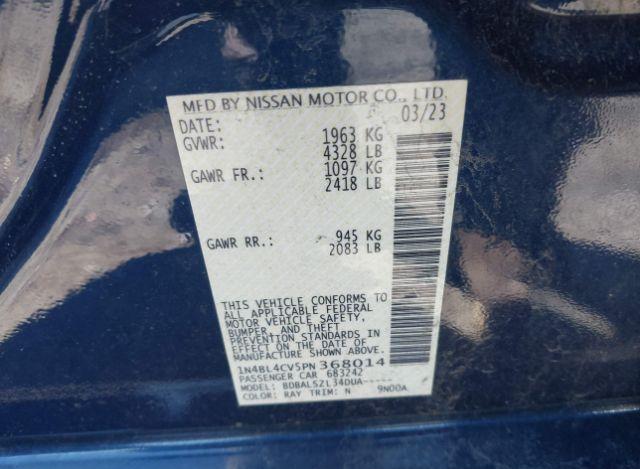 MFD BY NISSAN MOTOR CO., LTD.
DATE: 03/23
GVWR: 1963 KG
4328 LB
GAWR FR.: 1097 KG
2418 LB
GAWR RR.: 945 KG
2083 LB
THIS VEHICLE CONFORMS TO
ALL APPLICABLE FEDERAL
MOTOR VEHICLE SAFETY,
BUMPER, AND THEFT
PREVENTION STANDARDS IN
EFFECT ON THE DATE OF
MANUFACTURE SHOWN ABOVE.
1N4BL4CV5PN368014
PASSENGER CAR 683242
MODEL: BDBALSZL34DUA-----
COLOR: RAY TRIM: N 9N00A